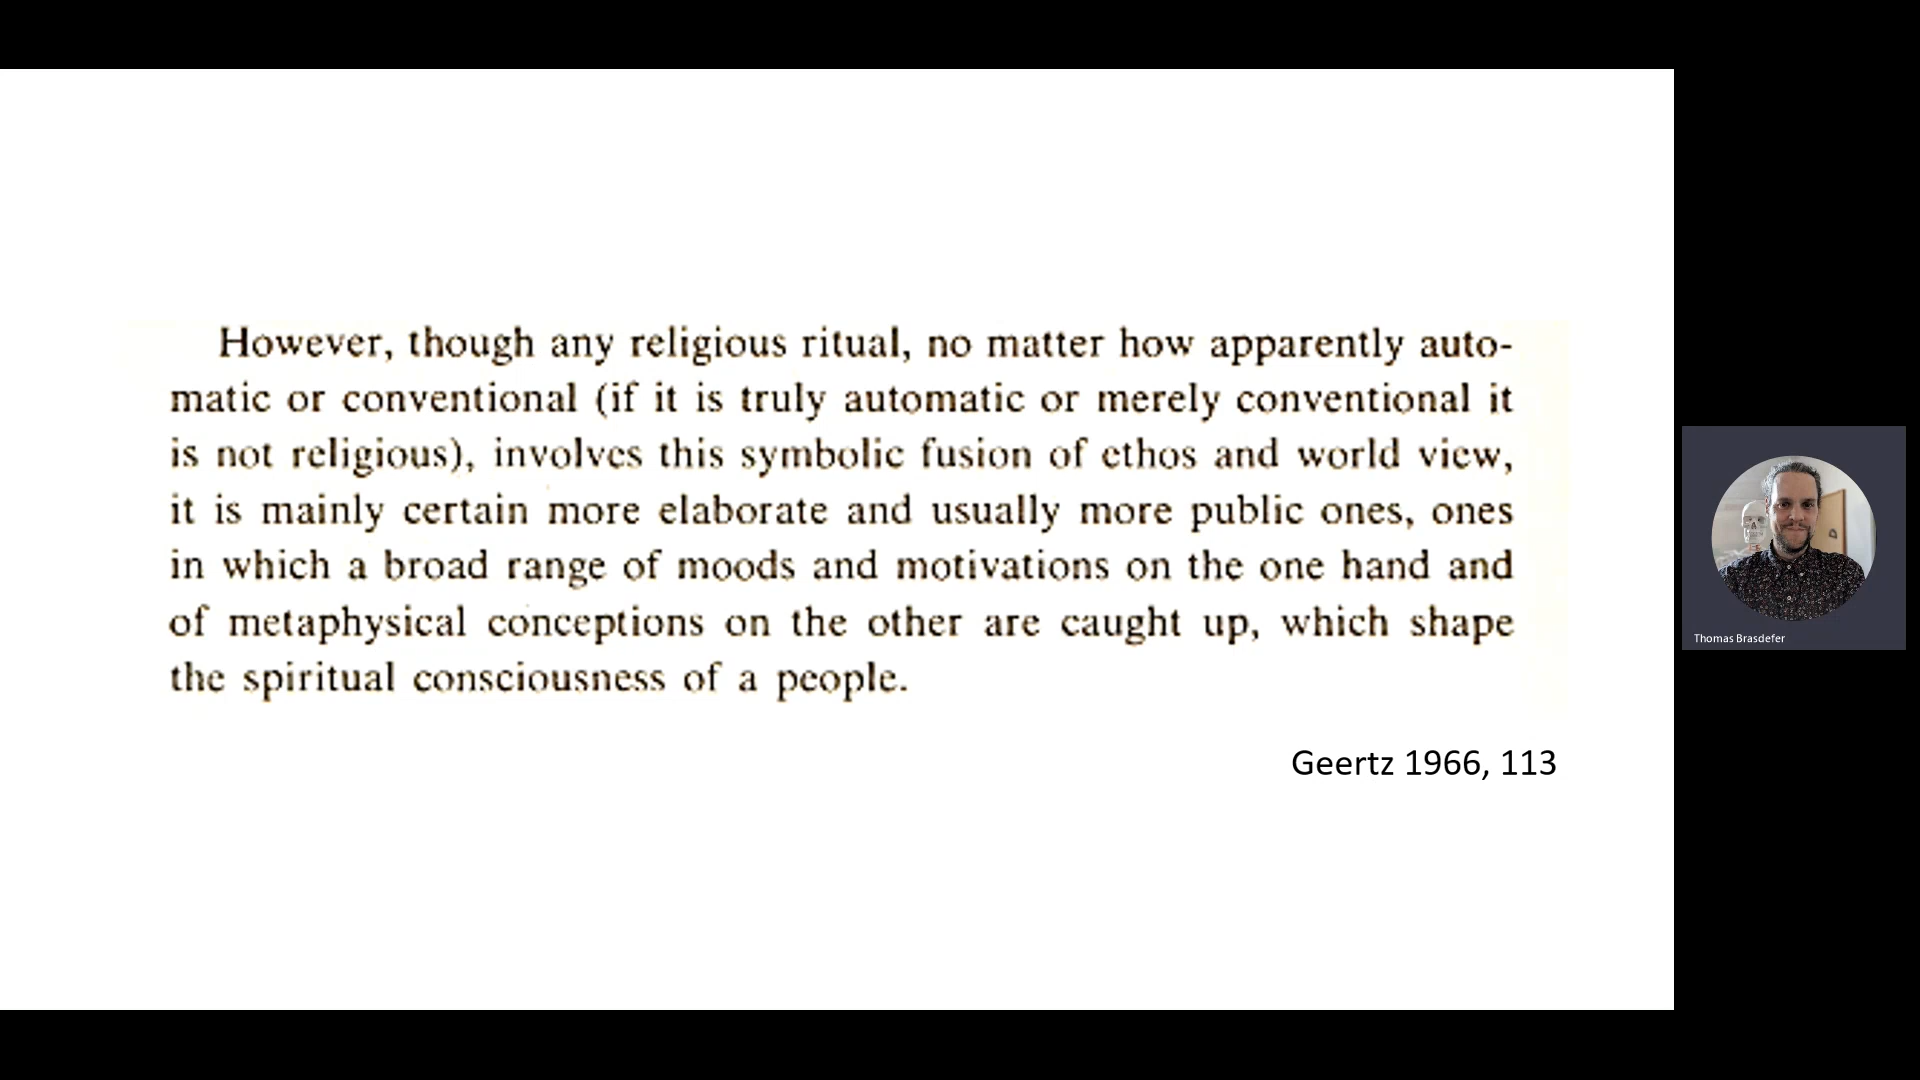 However, though any religious ritual, no matter how apparently auto-
matic or conventional (if it is truly automatic or merely conventional it
is not religious), involves this symbolic fusion of ethos and world view,
it is mainly certain more elaborate and usually more public ones, ones
in which a broad range of moods and motivations on the one hand and
of metaphysical conceptions on the other are caught up, which shape
the spiritual consciousness of a people.
Geertz 1966, 113
Thomas Brasdefer